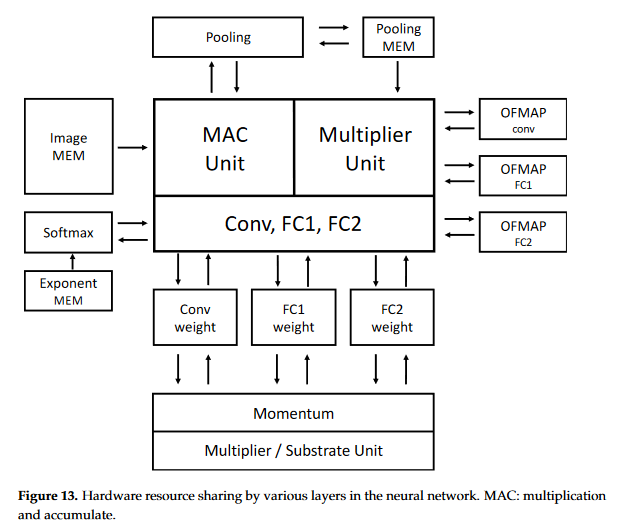 Pooling
Pooling
MEM
Image
MEM
MAC
Unit
Multiplier
Unit
OFMAP
conv
OFMAP
FC1
Softmax
Conv, FC1, FC2
OFMAP
FC2
Exponent
MEM
Conv
weight
FC1
weight
FC2
weight
Momentum
Multiplier / Substrate Unit
Figure 13. Hardware resource sharing by various layers in the neural network. MAC: multiplication
and accumulate.